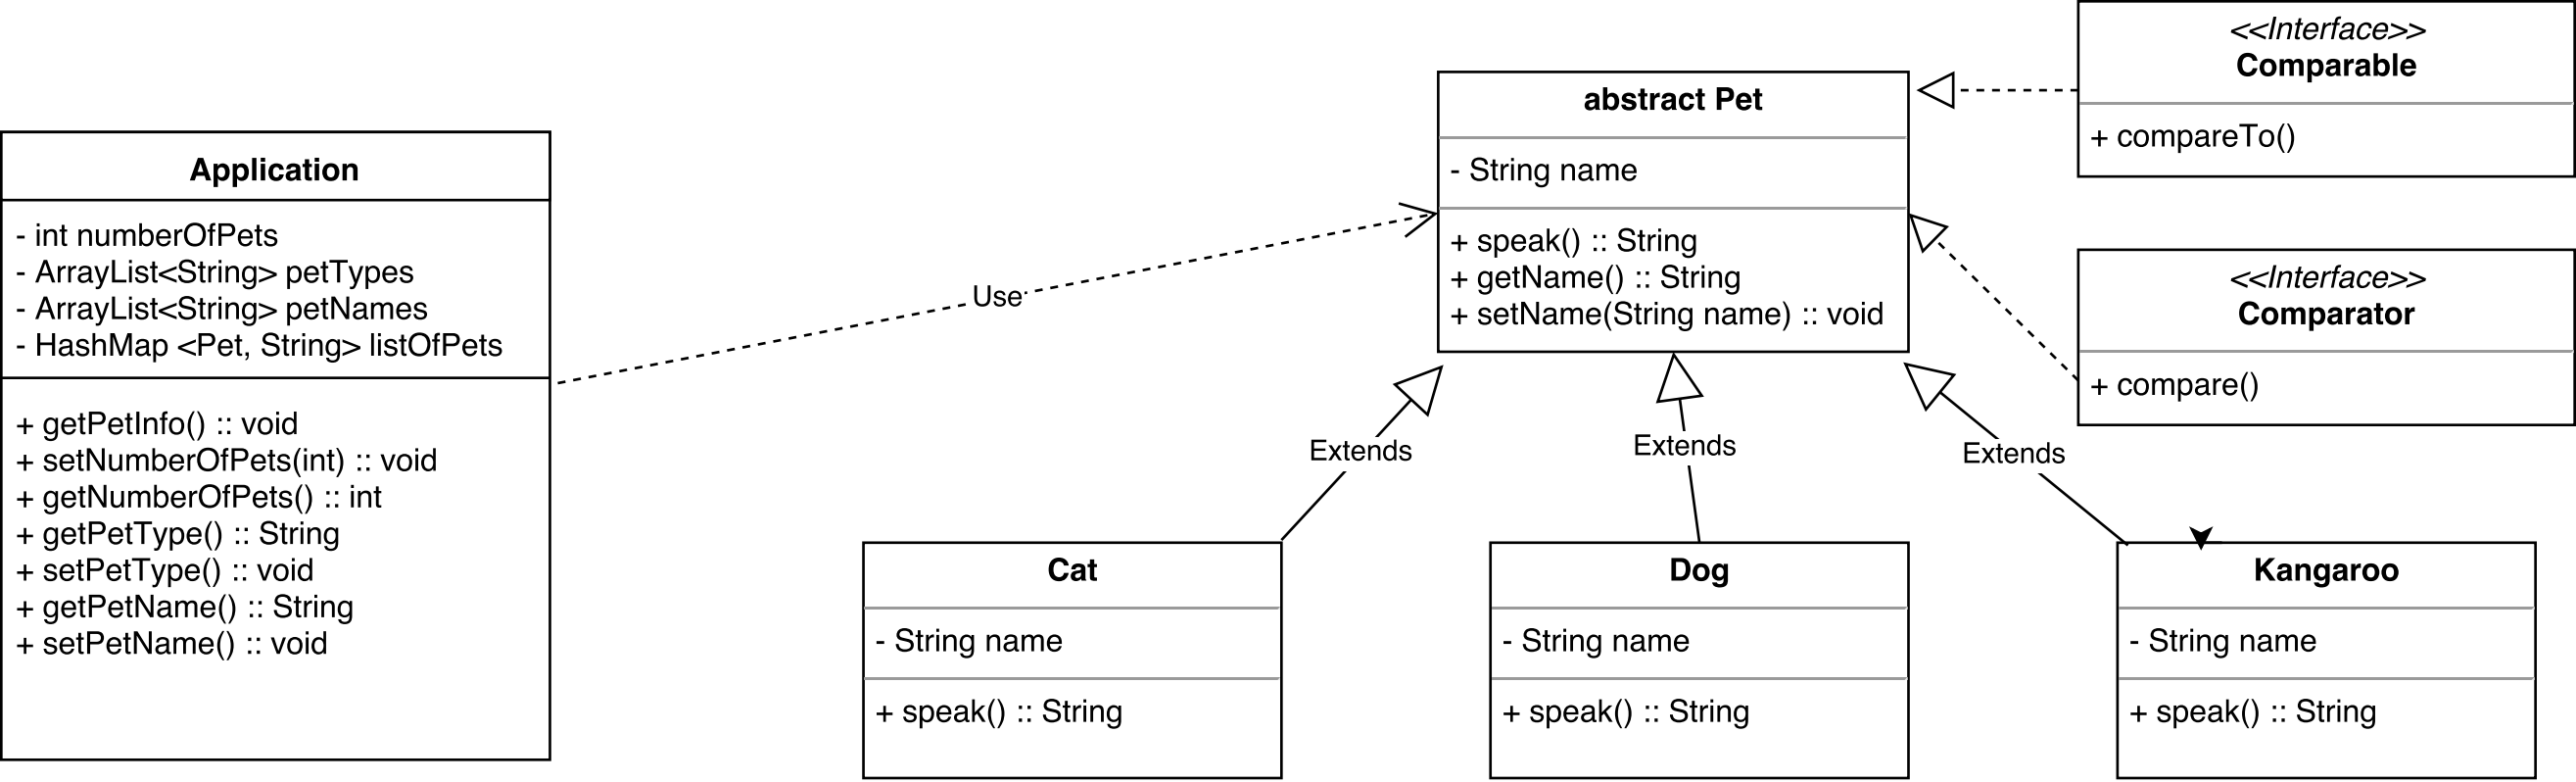 Application
- int numberOfPets
- ArrayList<String> petTypes
- ArrayList<String> petNames
- HashMap <Pet, String> listOfPets
+ getPetInfo() :: void
+ setNumberOfPets(int) :: void
+ getNumberOfPets() :: int
+ getPetType() :: String
+ setPetType() :: void
+ getPetName() :: String
+ setPetName() :: void
Use
abstract Pet
- String name
+ speak() :: String
+ getName() :: String
+ setName(String name) :: void
<<Interface>>
Comparable
+ compareTo()
<<Interface>>
Comparator
+ compare()
Extends
Extends
Extends
Cat
- String name
+ speak() :: String
Dog
- String name
+ speak() :: String
Kangaroo
- String name
+ speak() :: String